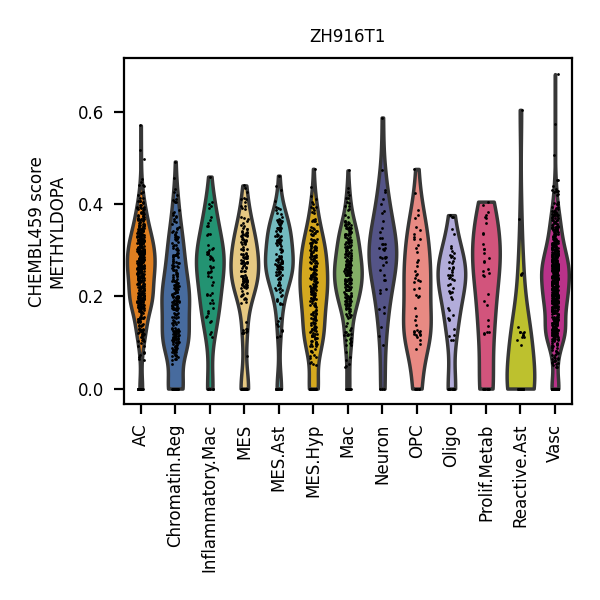 ZH916T1
CHEMBL459 score
METHYLDOPA
0.6
0.4
0.2
0.0
AC
Chromatin.Reg
Inflammatory.Mac
MES
MES.Ast
MES.Hyp
Mac
Neuron
OPC
Oligo
Prolif.Metab
Reactive.Ast
Vasc